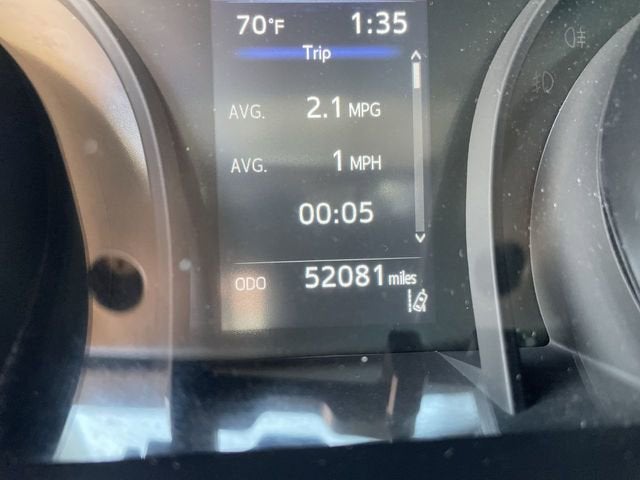 70°F 1:35
Trip
AVG. 2.1 MPG
AVG. 1 MPH
00:05
ODO 52081 miles